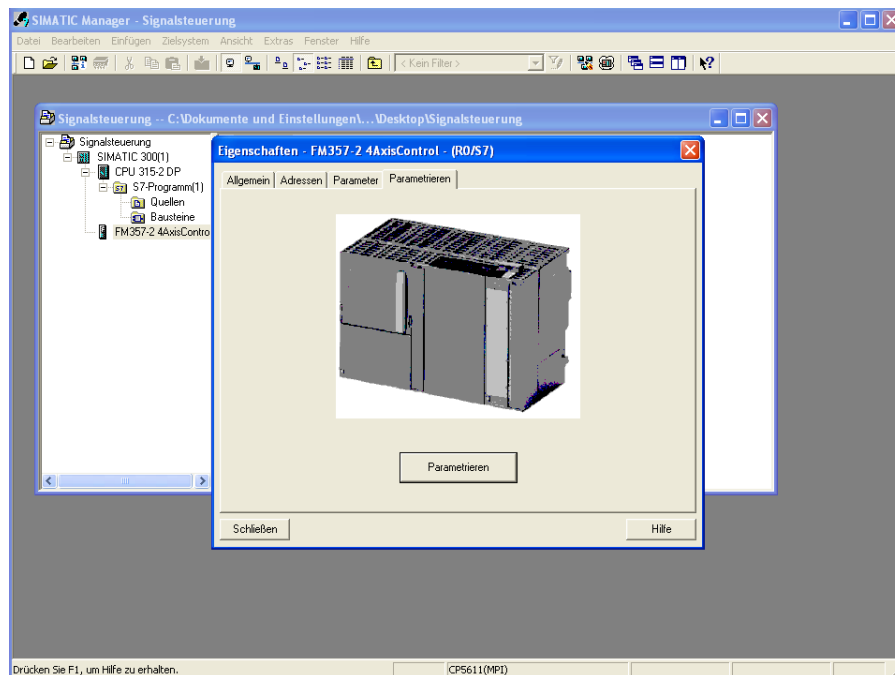 SIMATIC Manager - Signalsteuerung
Datei Bearbeiten Einfügen Zielsystem Ansicht Extras Fenster Hilfe
< Kein Filter >
Signalsteuerung -- C:\Dokumente und Einstellungen\...\Desktop\Signalsteuerung
Signalsteuerung
SIMATIC 300(1)
CPU 315-2 DP
S7-Programm(1)
Quellen
Bausteine
FM357-2 4AxisContro
Eigenschaften - FM357-2 4AxisControl - (R0/S7)
Allgemein Adressen Parameter Parametrieren
Parametrieren
Schließen Hilfe
Drücken Sie F1, um Hilfe zu erhalten. CP5611(MPI)